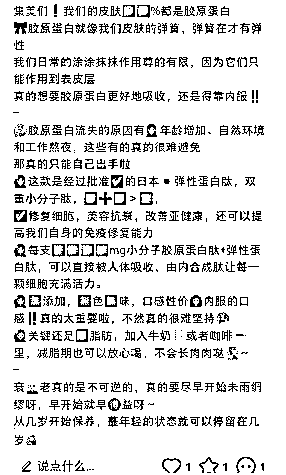 集美们❗我们的皮肤%都是胶原蛋白
🎀胶原蛋白就像我们皮肤的弹簧，弹簧在才有弹
性
我们日常的涂涂抹抹作用尊的有限，因为它们只
能作用到表皮层
真的想要胶原蛋白更好地吸收，还是得靠内服‼
–
胶原蛋白流失的原因有年龄增加、自然环境
和工作熬夜，这些有的真的很难避免
那真的只能自己出手啦
这款是经过批准✅的日本弹性蛋白肽，双
重小分子肽，➕>，
✅修复细胞，美容抗衰，改善亚健康，还可以提
高我们自身的免疫修复能力
每支mg小分子胶原蛋白肽+弹性蛋
白肽，可以直接被人体吸收、由内合成肽让每一
颗细胞充满活力。
添加，色味，口感性价内服的口
感‼真的太重要啦，不然真的很难坚持
关键还足脂肪，加入牛奶或者咖啡
里，减脂期也可以放心喝，不会长肉肉哒～
–
衰老真的是不可逆的，真的要尽早开始未雨绸
缪呀，早开始就早益呀～
从几岁开始保养，基年轻的状态就可以停留在几
岁
说点什么... 1 1 1